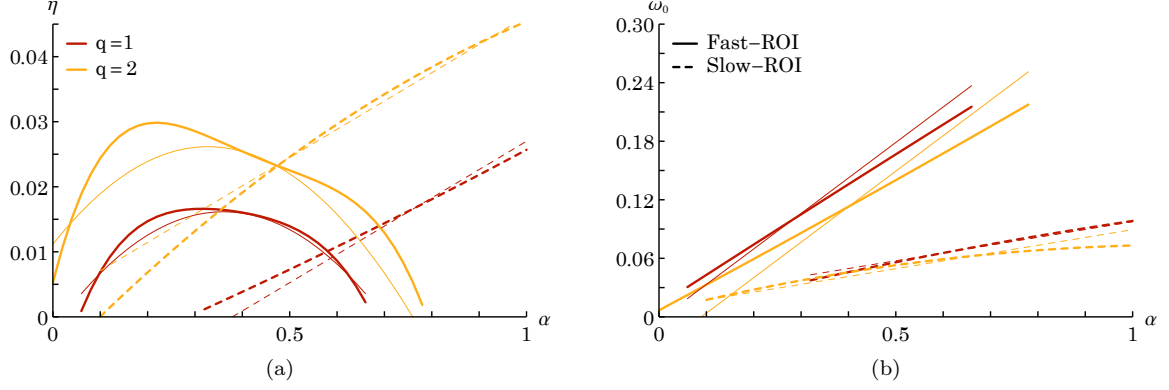 η
0.04
0.03
0.02
0.01
0
q=1
q=2
0
0.5
1
α
(a)
ω₀
0.30
0.24
0.18
0.12
0.06
0
Fast–ROI
Slow–ROI
0
0.5
1
α
(b)